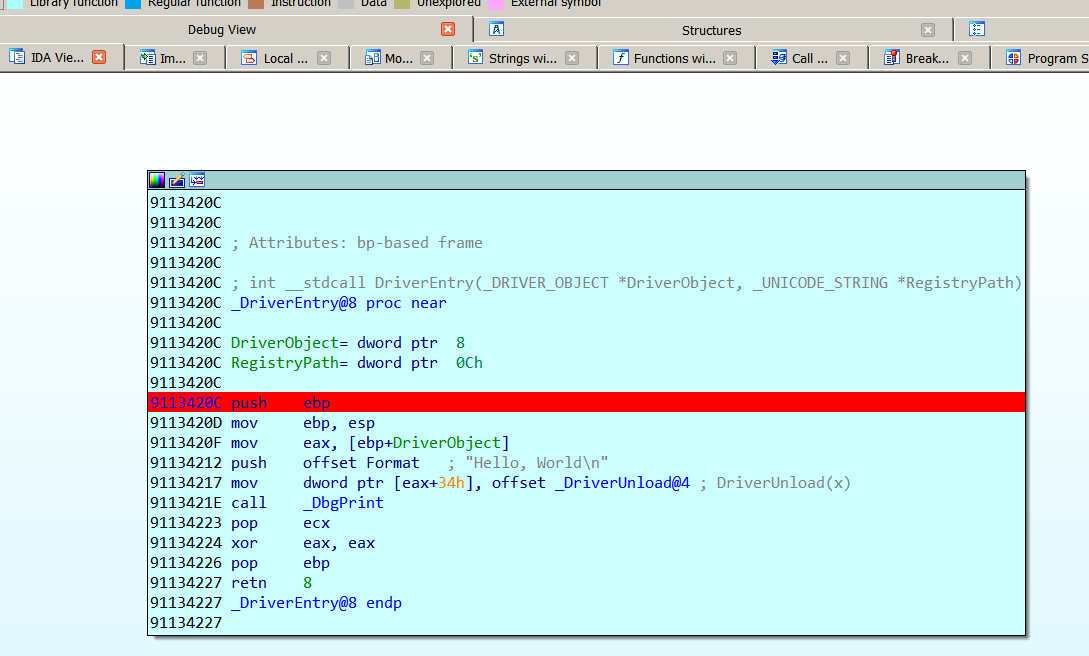 Library function Regular function Instruction Data Unexplored External symbol
Debug View Structures
IDA Vie... Im... Local ... Mo... Strings wi... Functions wi... Call ... Break... Program S
9113420C
9113420C
9113420C ; Attributes: bp-based frame
9113420C
9113420C ; int __stdcall DriverEntry(_DRIVER_OBJECT *DriverObject, _UNICODE_STRING *RegistryPath)
9113420C _DriverEntry@8 proc near
9113420C
9113420C DriverObject= dword ptr  8
9113420C RegistryPath= dword ptr  0Ch
9113420C
9113420C push    ebp
9113420D mov     ebp, esp
9113420F mov     eax, [ebp+DriverObject]
91134212 push    offset Format   ; "Hello, World\n"
91134217 mov     dword ptr [eax+34h], offset _DriverUnload@4 ; DriverUnload(x)
9113421E call    _DbgPrint
91134223 pop     ecx
91134224 xor     eax, eax
91134226 pop     ebp
91134227 retn    8
91134227 _DriverEntry@8 endp
91134227